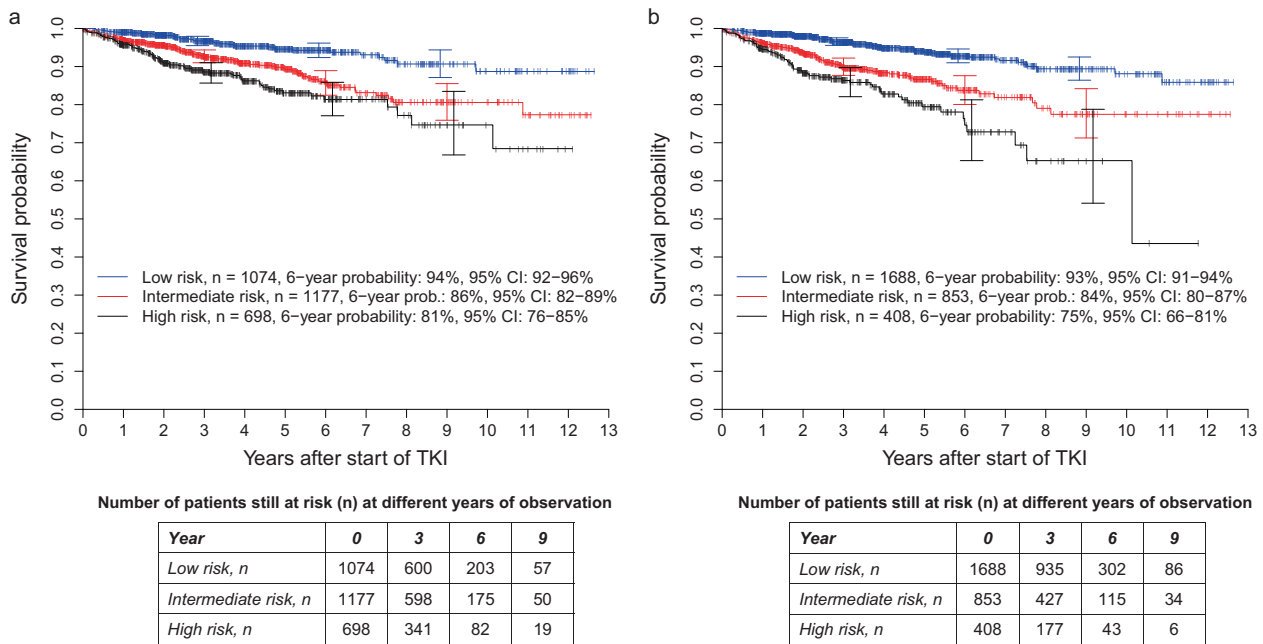 a
Survival probability
1.0
0.9
0.8
0.7
0.6
0.5
0.4
0.3
0.2
0.1
0.0
Low risk, n = 1074, 6−year probability: 94%, 95% CI: 92−96%
Intermediate risk, n = 1177, 6−year prob.: 86%, 95% CI: 82−89%
High risk, n = 698, 6−year probability: 81%, 95% CI: 76−85%
0 1 2 3 4 5 6 7 8 9 10 11 12 13
Years after start of TKI
Number of patients still at risk (n) at different years of observation
Year 0 3 6 9
Low risk, n 1074 600 203 57
Intermediate risk, n 1177 598 175 50
High risk, n 698 341 82 19
b
Survival probability
1.0
0.9
0.8
0.7
0.6
0.5
0.4
0.3
0.2
0.1
0.0
Low risk, n = 1688, 6−year probability: 93%, 95% CI: 91−94%
Intermediate risk, n = 853, 6−year prob.: 84%, 95% CI: 80−87%
High risk, n = 408, 6−year probability: 75%, 95% CI: 66−81%
0 1 2 3 4 5 6 7 8 9 10 11 12 13
Years after start of TKI
Number of patients still at risk (n) at different years of observation
Year 0 3 6 9
Low risk, n 1688 935 302 86
Intermediate risk, n 853 427 115 34
High risk, n 408 177 43 6